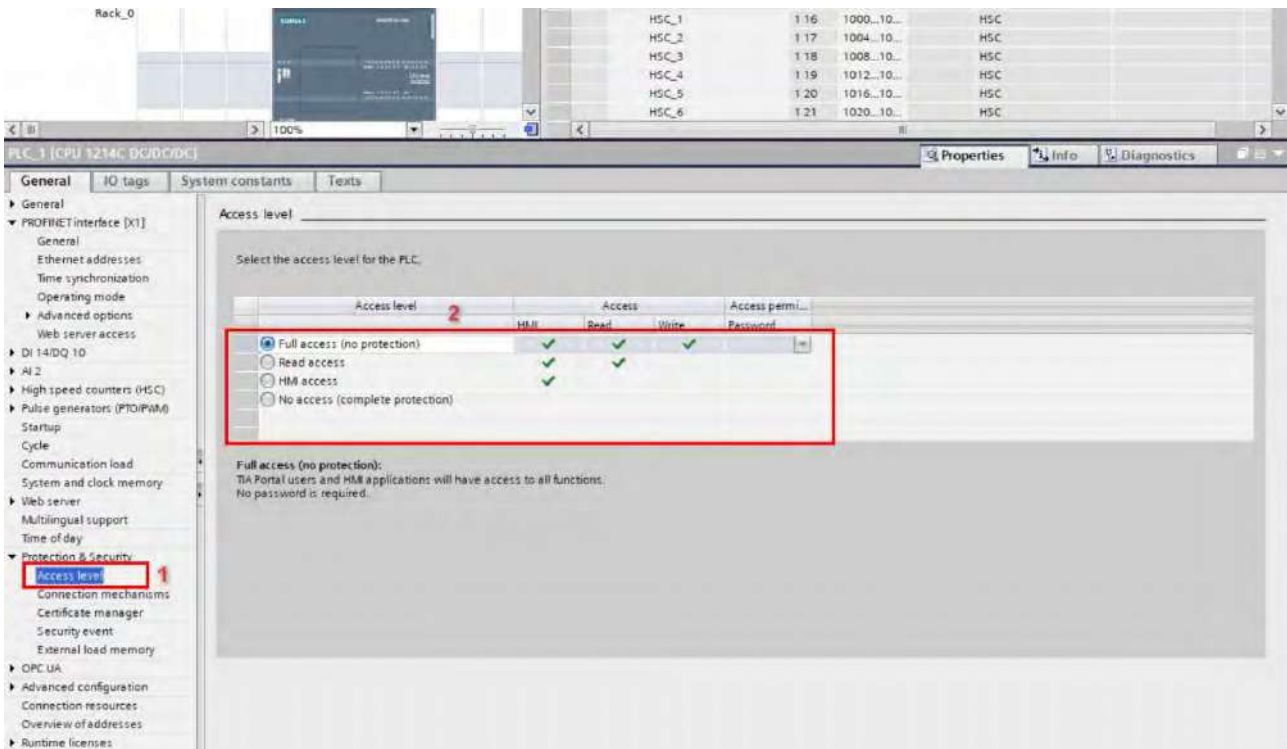 Rack_0
SIEMENS
HSC_1 1 16 1000...10... HSC
HSC_2 1 17 1004...10... HSC
HSC_3 1 18 1008...10... HSC
HSC_4 1 19 1012...10... HSC
HSC_5 1 20 1016...10... HSC
HSC_6 1 21 1020...10... HSC
100%
PLC_1 [CPU 1214C DC/DC/DC]
Properties Info Diagnostics
General IO tags System constants Texts
General
PROFINET interface [X1]
General
Ethernet addresses
Time synchronization
Operating mode
Advanced options
Web server access
DI 14/DQ 10
AI 2
High speed counters (HSC)
Pulse generators (PTO/PWM)
Startup
Cycle
Communication load
System and clock memory
Web server
Multilingual support
Time of day
Protection & Security
Access level 1
Connection mechanisms
Certificate manager
Security event
External load memory
OPC UA
Advanced configuration
Connection resources
Overview of addresses
Runtime licenses
Access level
Select the access level for the PLC.
Access level Access Access permi...
2
HMI Read Write Password
Full access (no protection)
Read access
HMI access
No access (complete protection)
Full access (no protection):
TIA Portal users and HMI applications will have access to all functions.
No password is required.